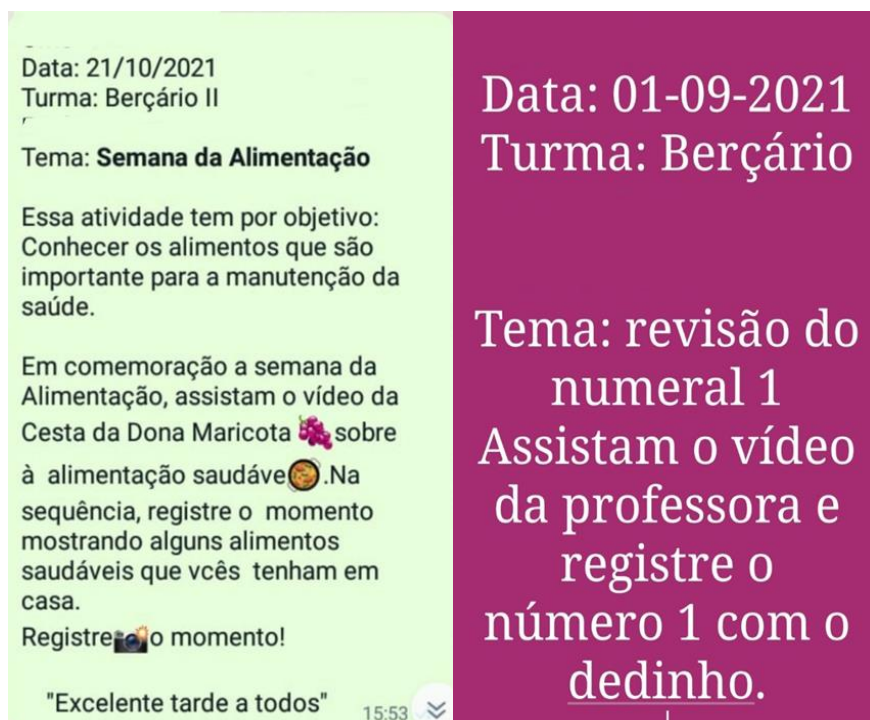 Data: 21/10/2021
Turma: Berçário II
Tema: Semana da Alimentação
Essa atividade tem por objetivo:
Conhecer os alimentos que são
importante para a manutenção da
saúde.
Em comemoração a semana da
Alimentação, assistam o vídeo da
Cesta da Dona Maricota 🍇sobre
à alimentação saudáve🥘.Na
sequência, registre o momento
mostrando alguns alimentos
saudáveis que vcês tenham em
casa.
Registre📸o momento!
"Excelente tarde a todos"
15:53
Data: 01-09-2021
Turma: Berçário
Tema: revisão do
numeral 1
Assistam o vídeo
da professora e
registre o
número 1 com o
dedinho.